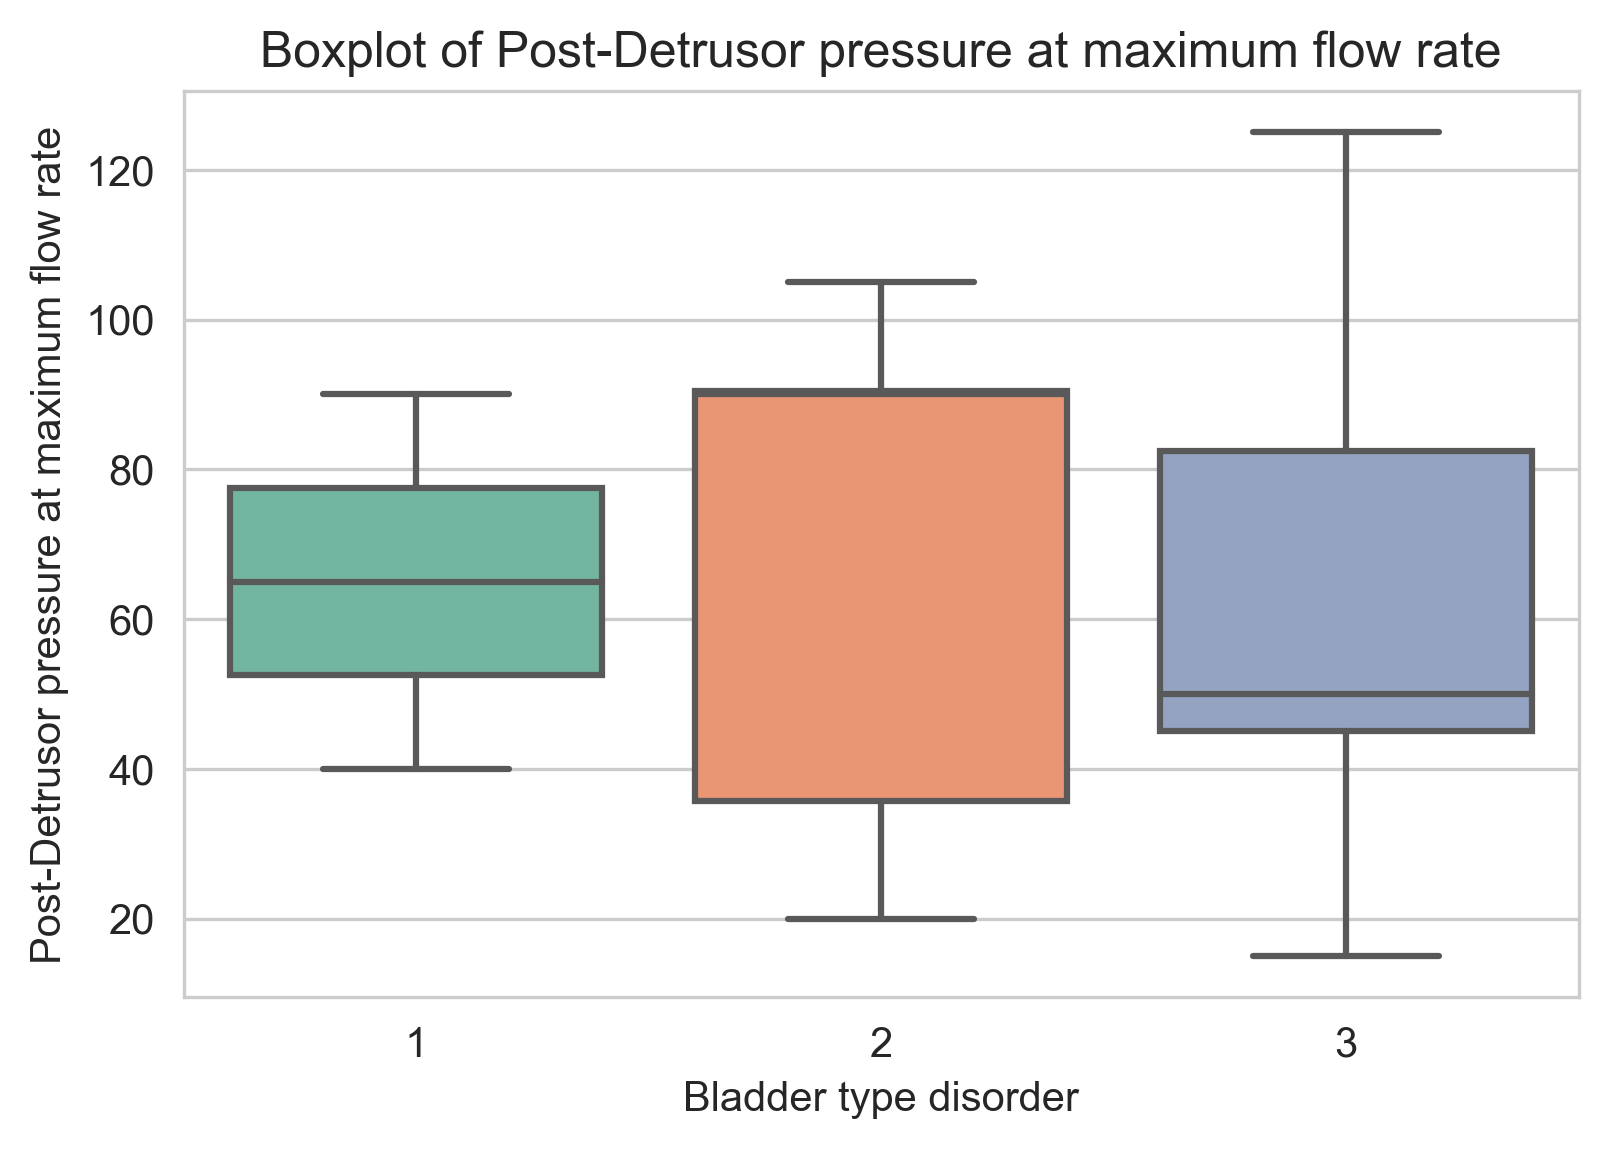 Boxplot of Post-Detrusor pressure at maximum flow rate
Post-Detrusor pressure at maximum flow rate
120
100
80
60
40
20
1 2 3
Bladder type disorder